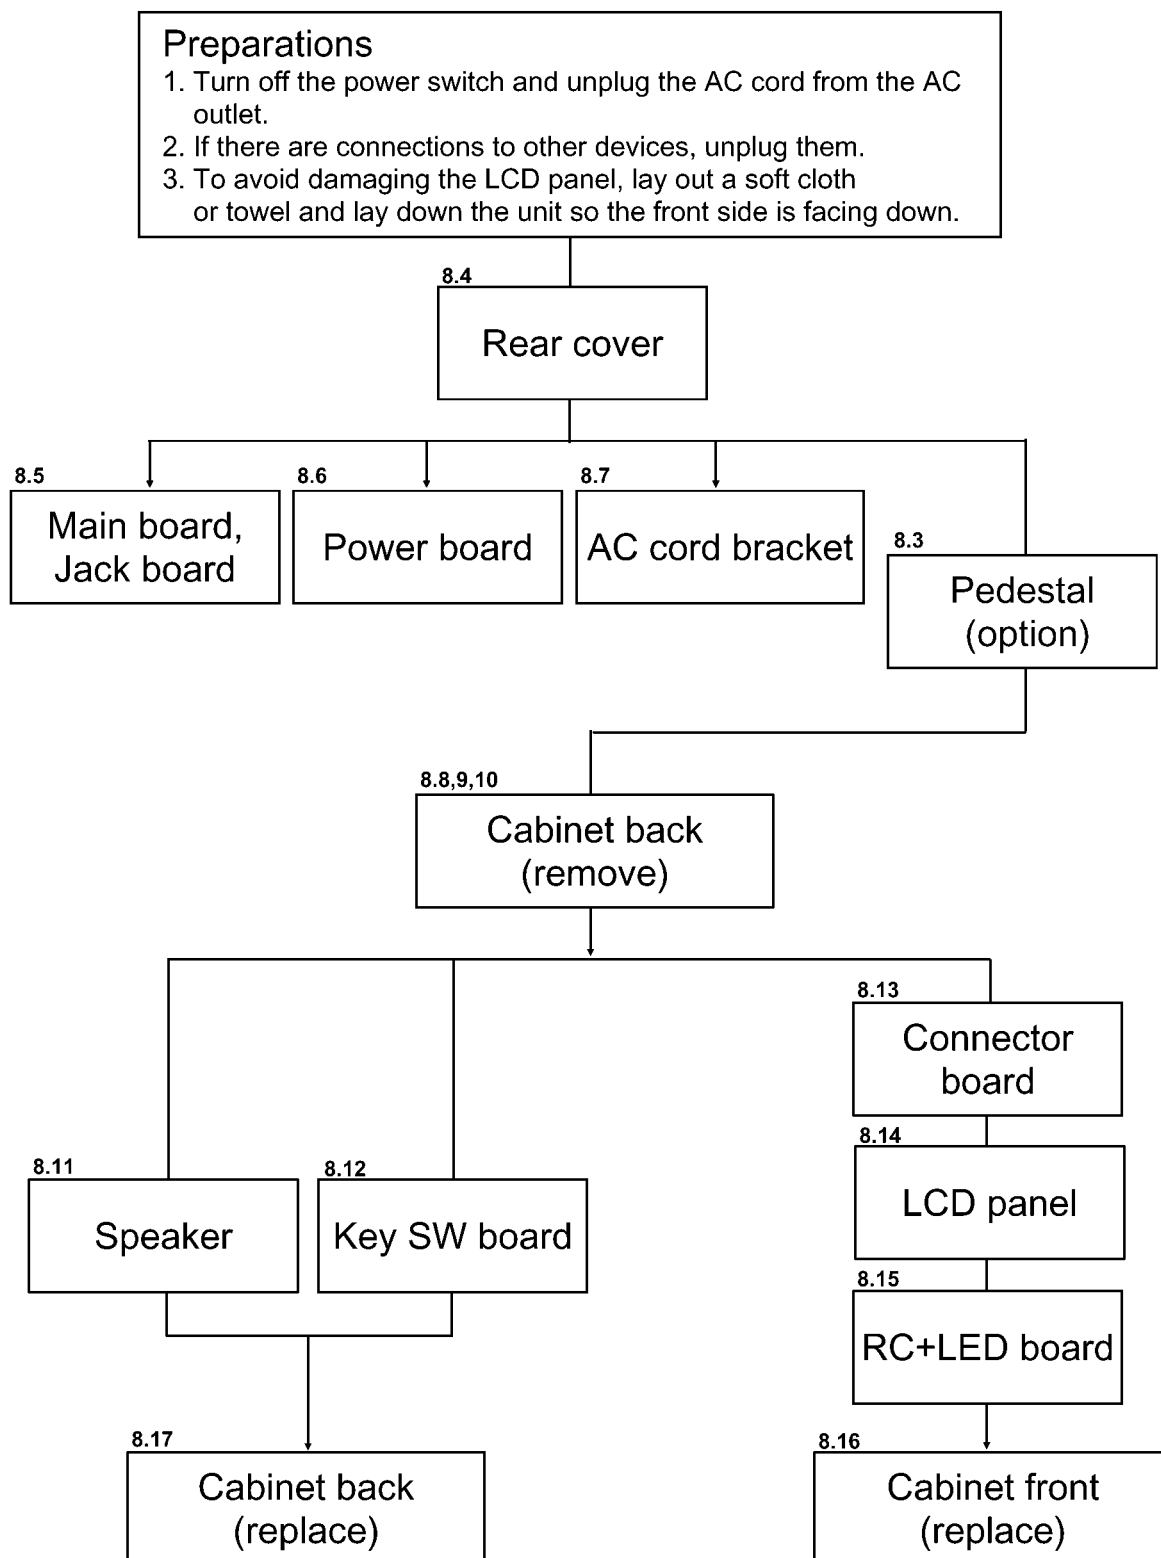 Preparations
1. Turn off the power switch and unplug the AC cord from the AC
outlet.
2. If there are connections to other devices, unplug them.
3. To avoid damaging the LCD panel, lay out a soft cloth
or towel and lay down the unit so the front side is facing down.
8.4
Rear cover
8.5
Main board,
Jack board
8.6
Power board
8.7
AC cord bracket
8.3
Pedestal
(option)
8.8,9,10
Cabinet back
(remove)
8.11
Speaker
8.12
Key SW board
8.13
Connector
board
8.14
LCD panel
8.15
RC+LED board
8.17
Cabinet back
(replace)
8.16
Cabinet front
(replace)